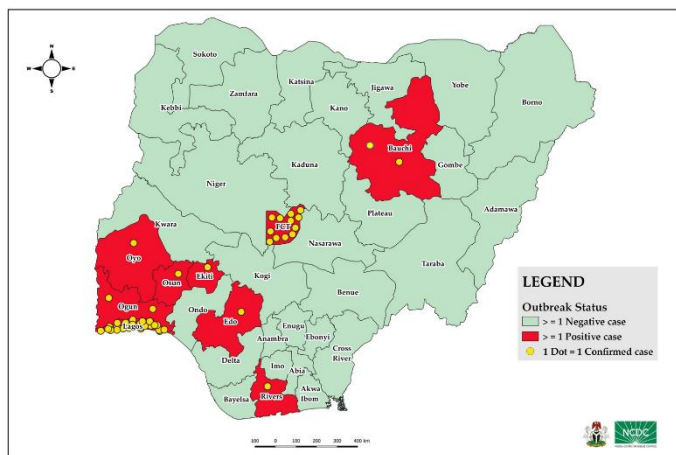 N
W
E
S
Sokoto
Katsina
Jigawa
Yobe
Borno
Zamfara
Kebbi
Kano
Bauchi
Gombe
Kaduna
Niger
Adamawa
Plateau
FCT
Kwara
Nasarawa
Taraba
Oyo
Osun
Ekiti
Kogi
Benue
Ogun
Ondo
Edo
Lagos
Enugu
Ebonyi
Anambra
Cross
River
Delta
Imo
Abia
Akwa
Ibom
Bayelsa
Rivers
LEGEND
Outbreak Status
> = 1 Negative case
> = 1 Positive case
1 Dot = 1 Confirmed case
100 0 100 200 300 400 km
NCDC